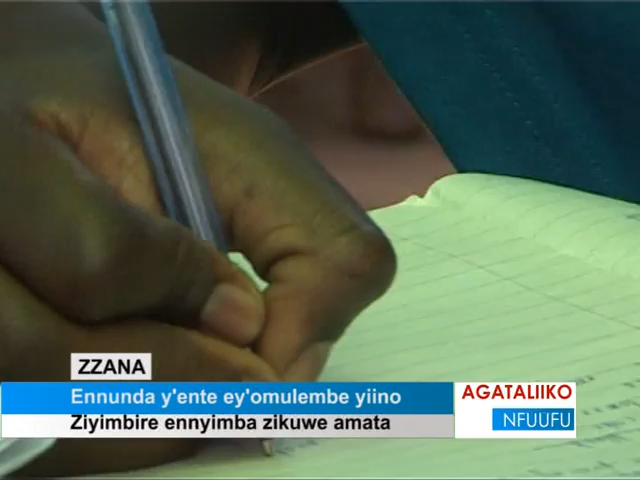 ZZANA
Ennunda y'ente ey'omulembe yiino
Ziyimbire ennyimba zikuwe amata
AGATALIIKO
NFUUFU